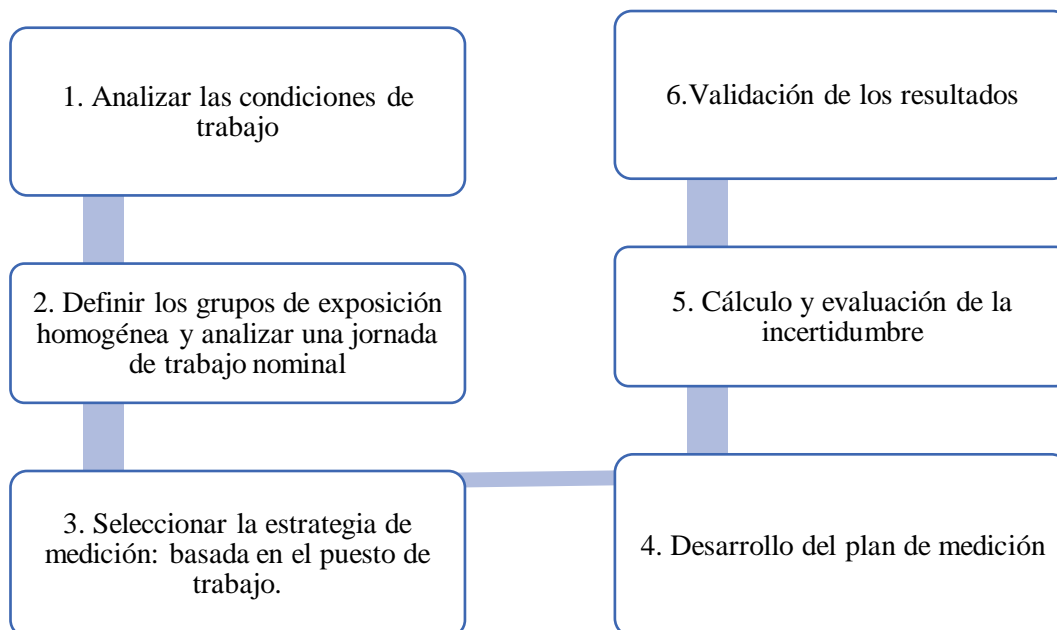 1. Analizar las condiciones de
trabajo
2. Definir los grupos de exposición
homogénea y analizar una jornada
de trabajo nominal
3. Seleccionar la estrategia de
medición: basada en el puesto de
trabajo.
4. Desarrollo del plan de medición
5. Cálculo y evaluación de la
incertidumbre
6.Validación de los resultados